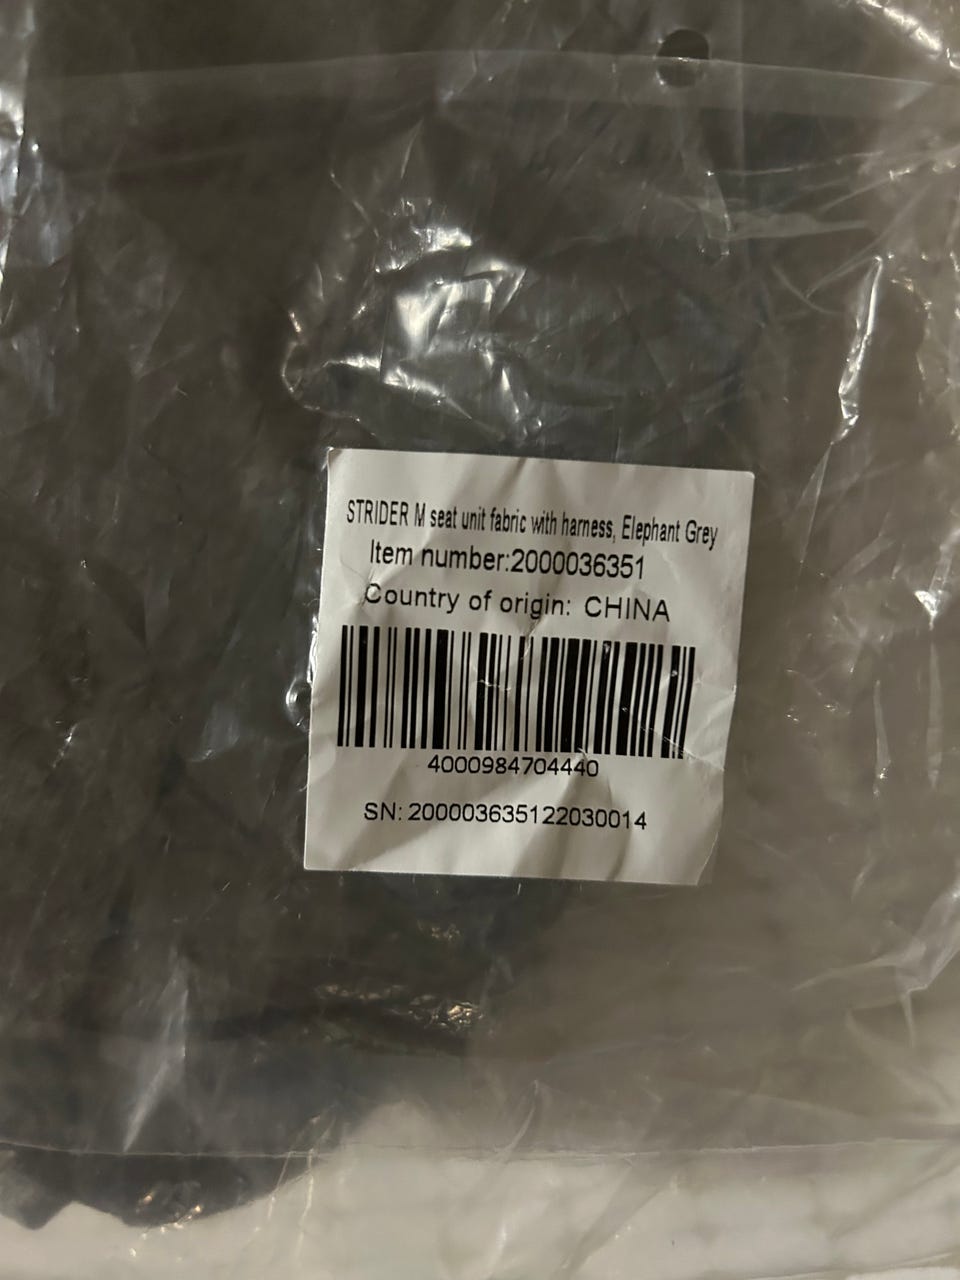 STRIDER M seat unit fabric with harness, Elephant Grey
Item number:2000036351
Country of origin: CHINA
4000984704440
SN: 200003635122030014